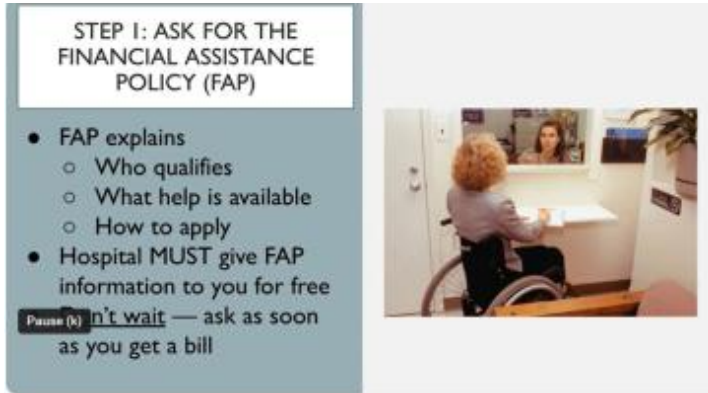 STEP 1: ASK FOR THE
FINANCIAL ASSISTANCE
POLICY (FAP)
● FAP explains
○ Who qualifies
○ What help is available
○ How to apply
● Hospital MUST give FAP
information to you for free
Pause (k) n't wait — ask as soon
as you get a bill